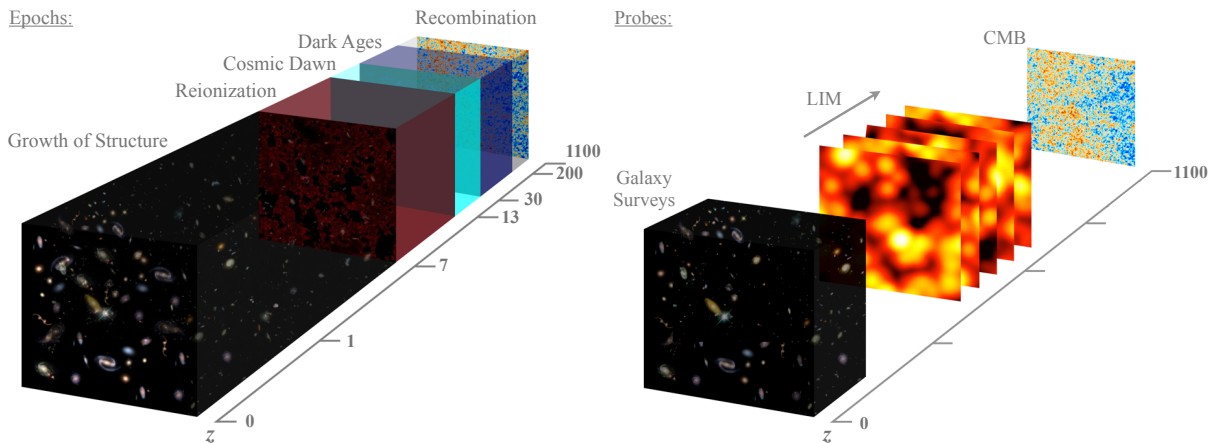 Epochs:
Recombination
Dark Ages
Cosmic Dawn
Reionization
Growth of Structure
1100
200
30
13
7
1
0
z
Probes:
CMB
LIM
Galaxy
Surveys
1100
0
z